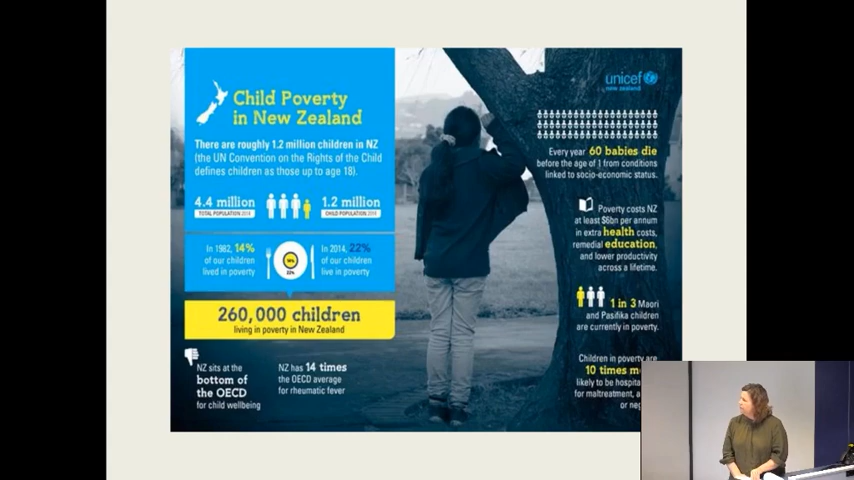 Child Poverty
in New Zealand
There are roughly 1.2 million children in NZ
(the UN Convention on the Rights of the Child
defines children as those up to age 18).
4.4 million
TOTAL POPULATION 2014
1.2 million
CHILD POPULATION 2014
In 1982, 14%
of our children
lived in poverty
14%
22%
In 2014, 22%
of our children
live in poverty
260,000 children
living in poverty in New Zealand
NZ sits at the
bottom of
the OECD
for child wellbeing
NZ has 14 times
the OECD average
for rheumatic fever
unicef
new zealand
Every year 60 babies die
before the age of 1 from conditions
linked to socio-economic status.
Poverty costs NZ
at least $6bn per annum
in extra health costs,
remedial education,
and lower productivity
across a lifetime.
1 in 3 Maori
and Pasifika children
are currently in poverty.
Children in poverty are
10 times
likely to be
for maltreatment,
or